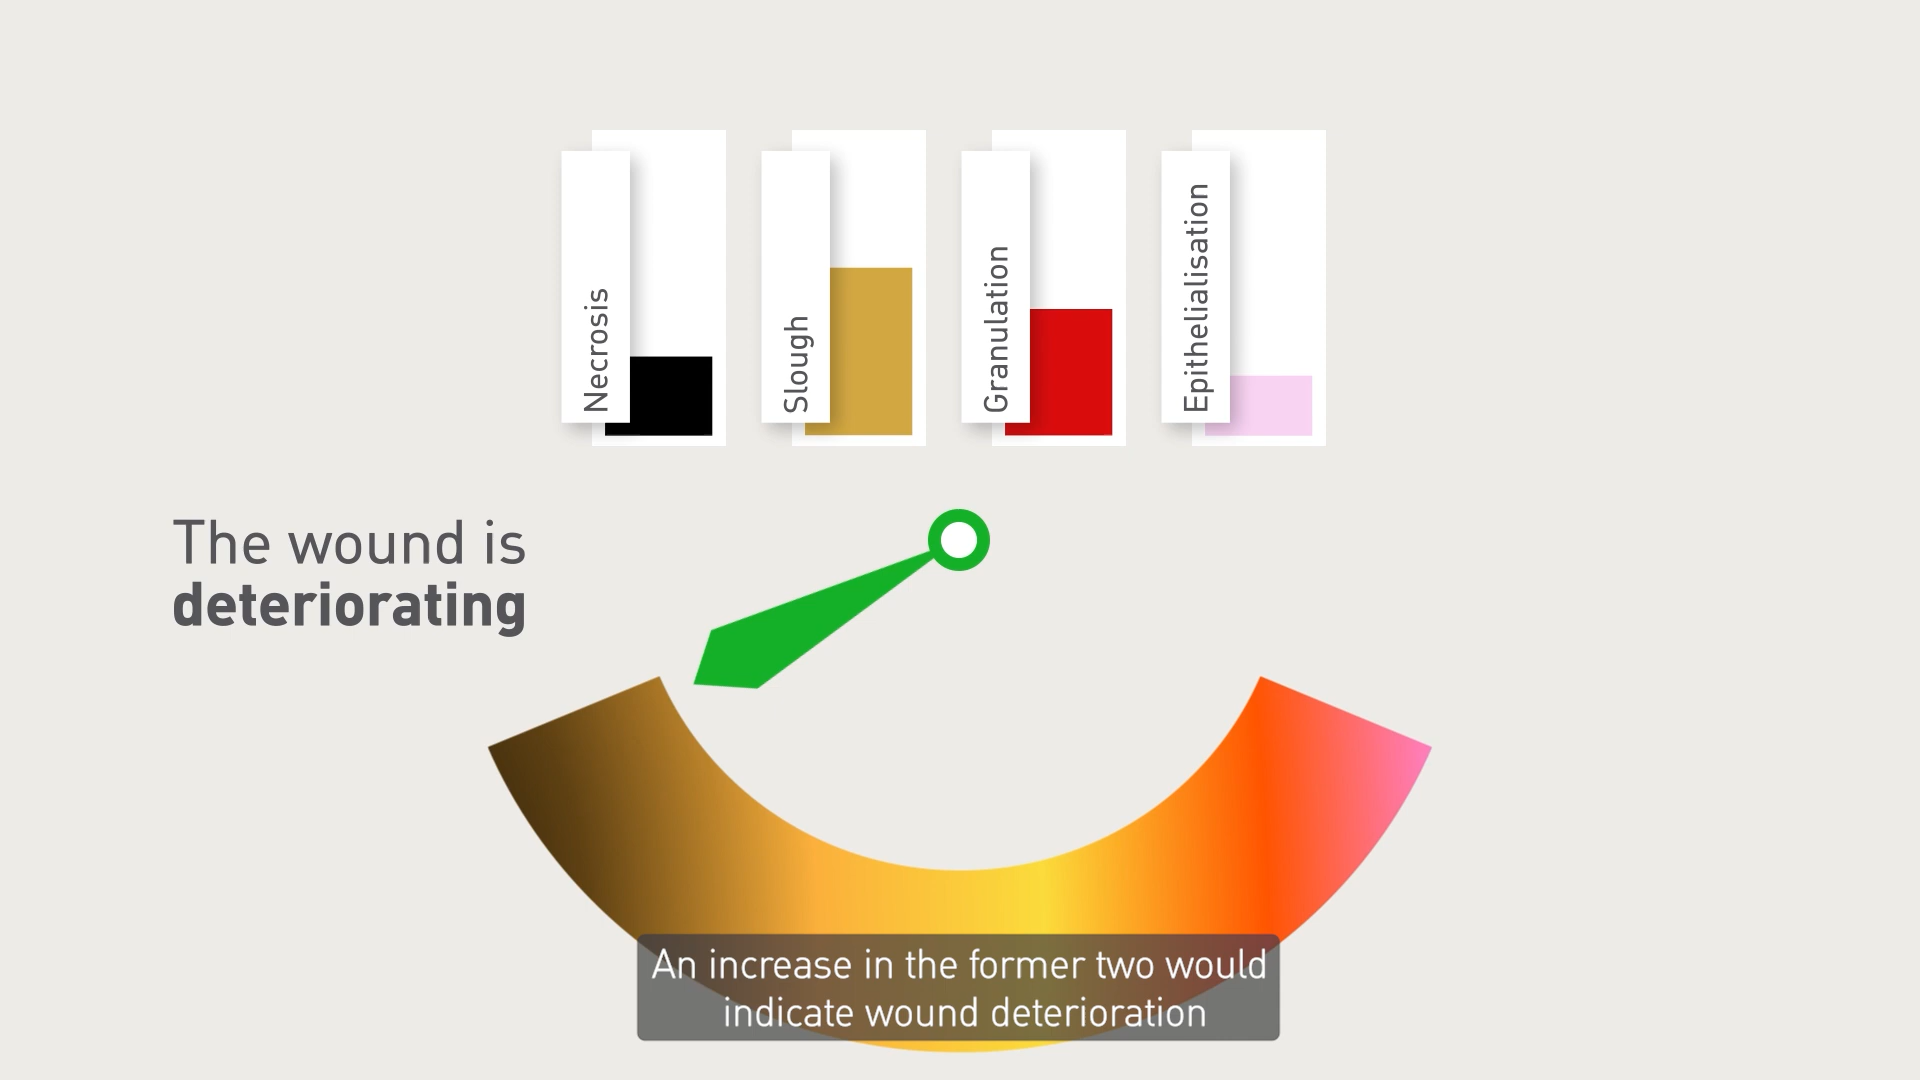 Necrosis
Slough
Granulation
Epithelialisation
The wound is
deteriorating
An increase in the former two would
indicate wound deterioration